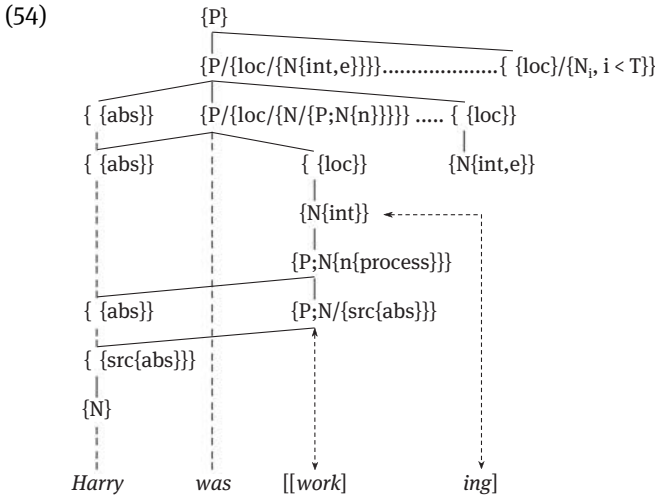 (54) {P}
{P/{loc/{N{int,e}}}}......................{ {loc}/{Nᵢ, i < T}}
{ {abs}} {P/{loc/{N/{P;N{n}}}}} ..... { {loc}}
{ {abs}} { {loc}} {N{int,e}}
{N{int}}
{P;N{n{process}}}
{ {abs}} {P;N/{src{abs}}}
{ {src{abs}}}
{N}
Harry was [[work] ing]